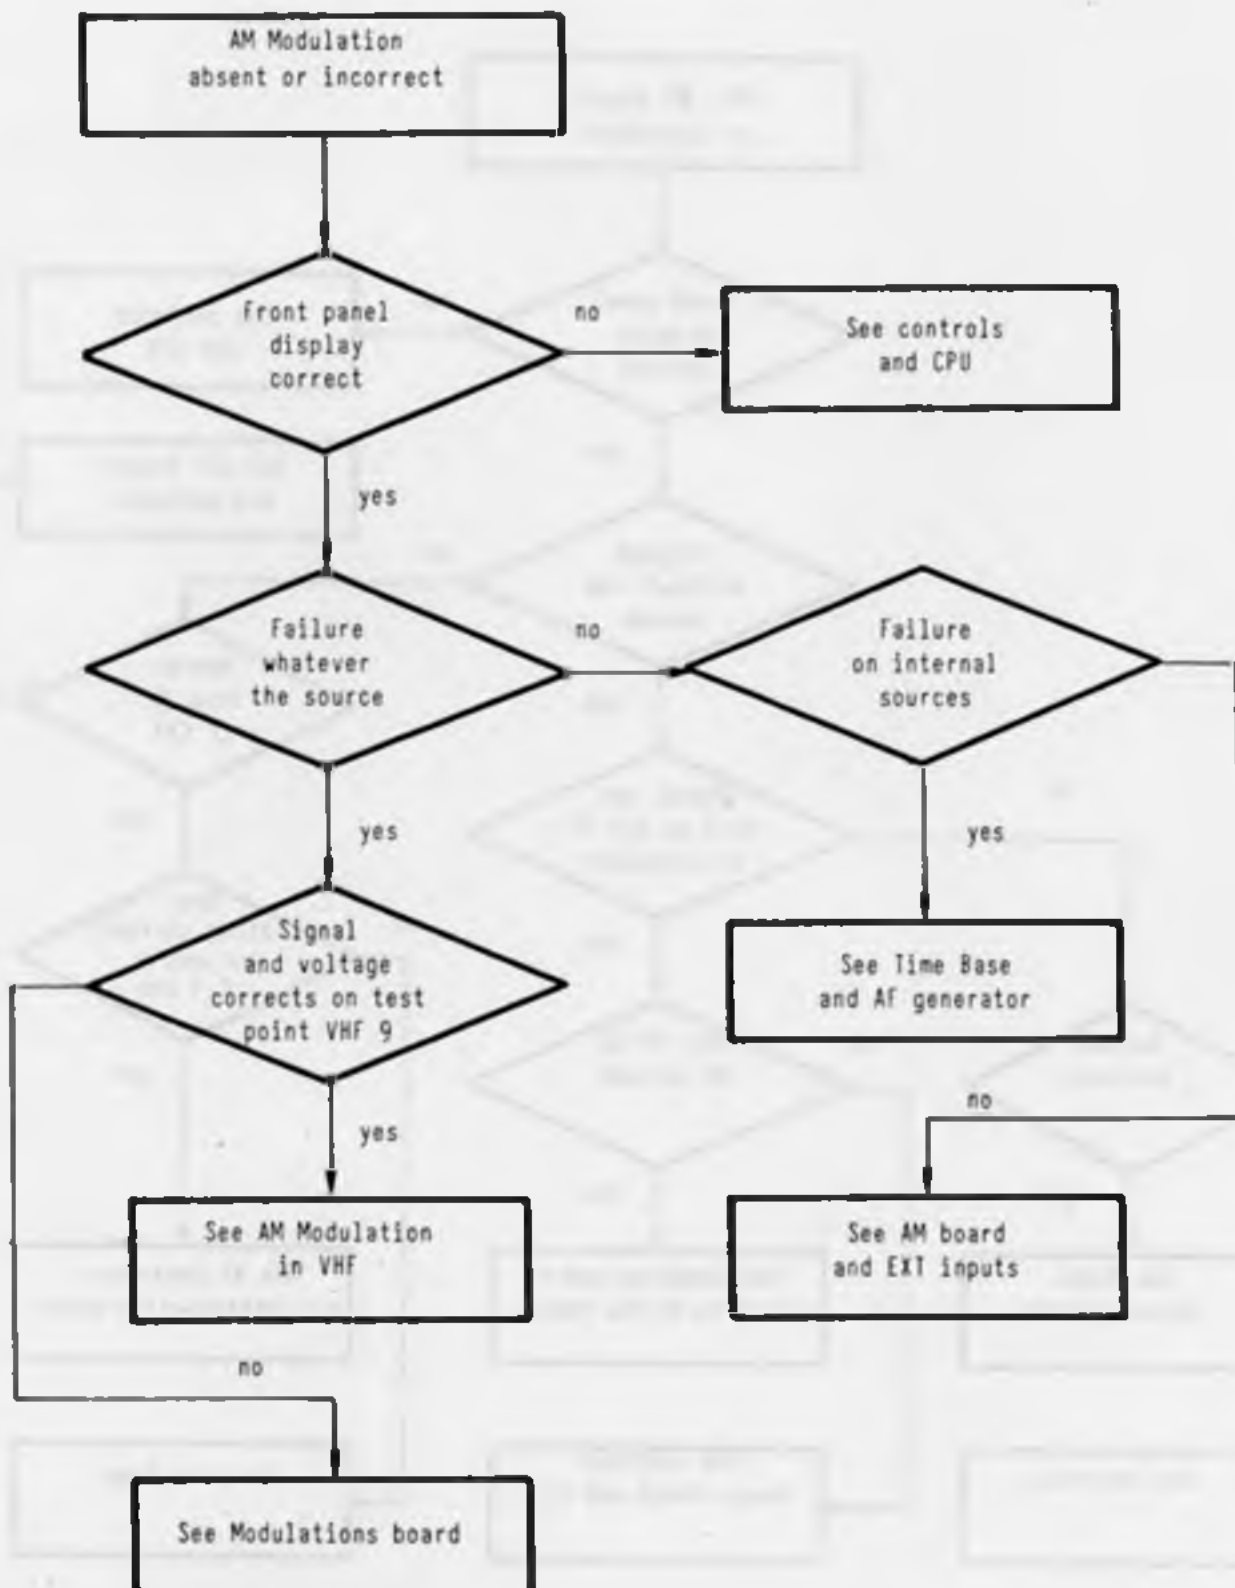 AM Modulation
absent or incorrect
Front panel
display
correct
no
See controls
and CPU
yes
Failure
whatever
the source
no
Failure
on internal
sources
yes
yes
Signal
and voltage
corrects on test
point VHF 9
See Time Base
and AF generator
no
yes
See AM Modulation
in VHF
See AM board
and EXT inputs
no
See Modulations board